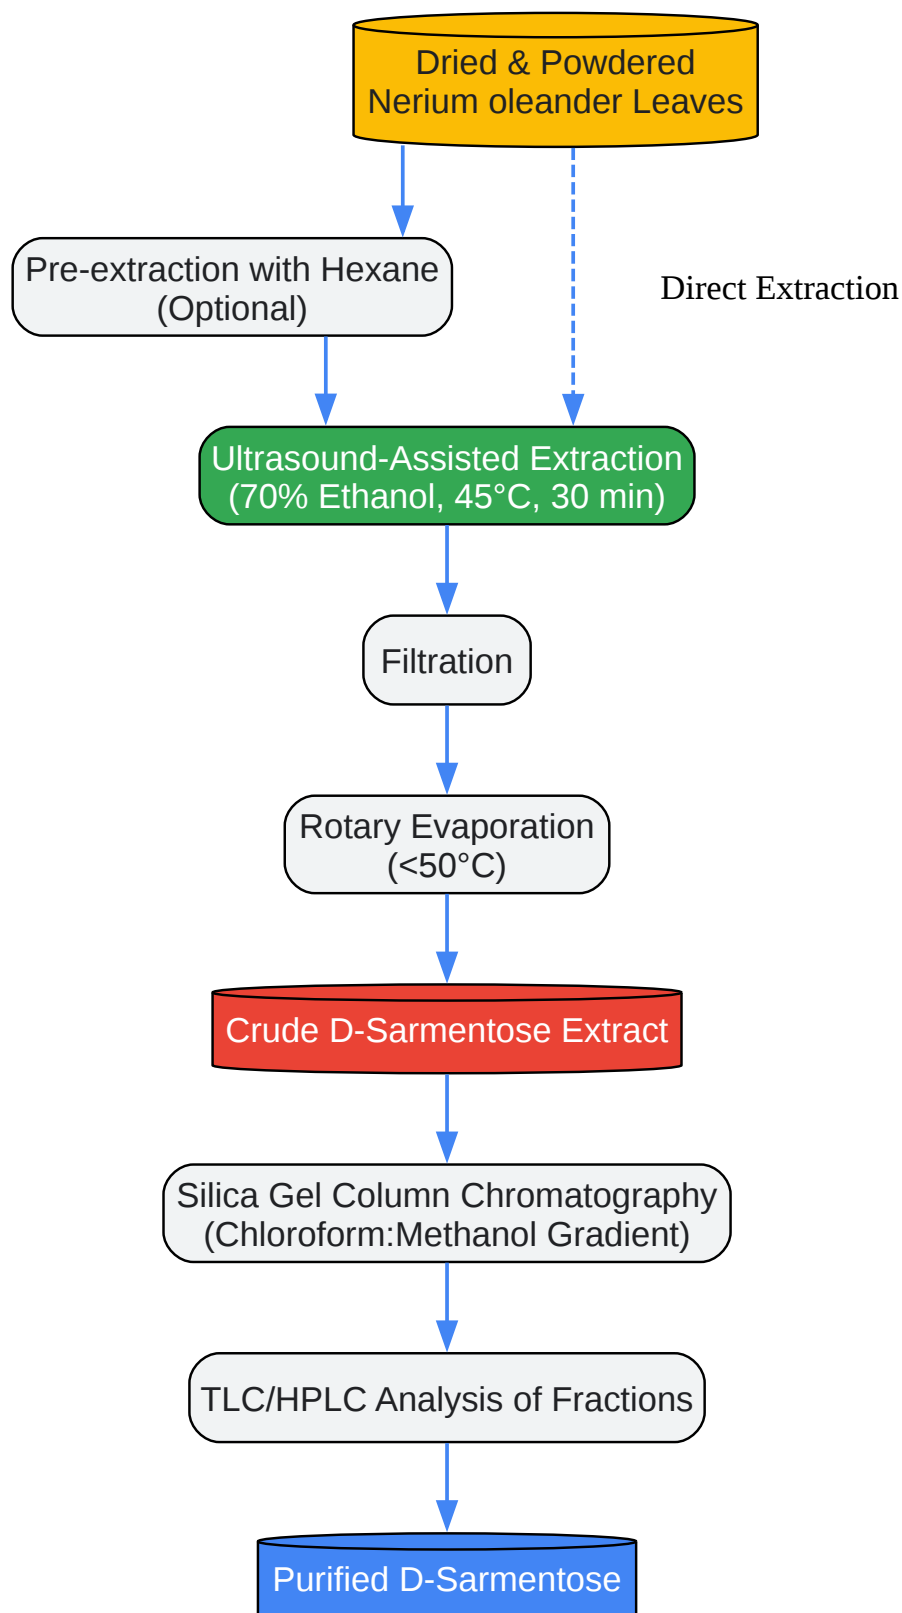 Dried & Powdered
Nerium oleander Leaves
Pre-extraction with Hexane
(Optional)
Direct Extraction
Ultrasound-Assisted Extraction
(70% Ethanol, 45°C, 30 min)
Filtration
Rotary Evaporation
(<50°C)
Crude D-Sarmentose Extract
Silica Gel Column Chromatography
(Chloroform:Methanol Gradient)
TLC/HPLC Analysis of Fractions
Purified D-Sarmentose